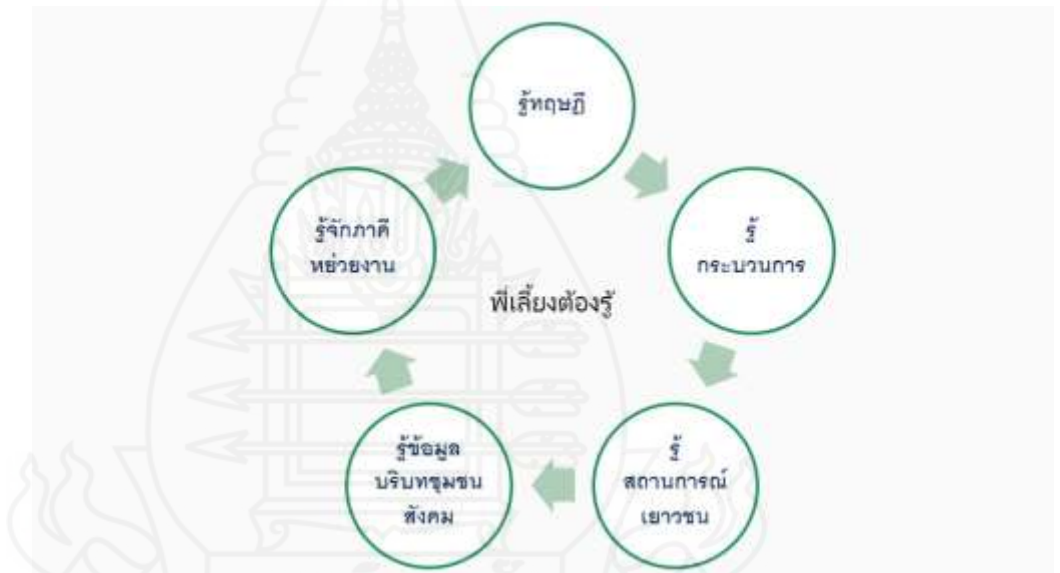 รู้ทฤษฎี
รู้
กระบวนการ
รู้
สถานการณ์
เยาวชน
รู้ข้อมูล
บริบทชุมชน
สังคม
รู้จักภาคี
หย่วยงาน
พี่เลี้ยงต้องรู้